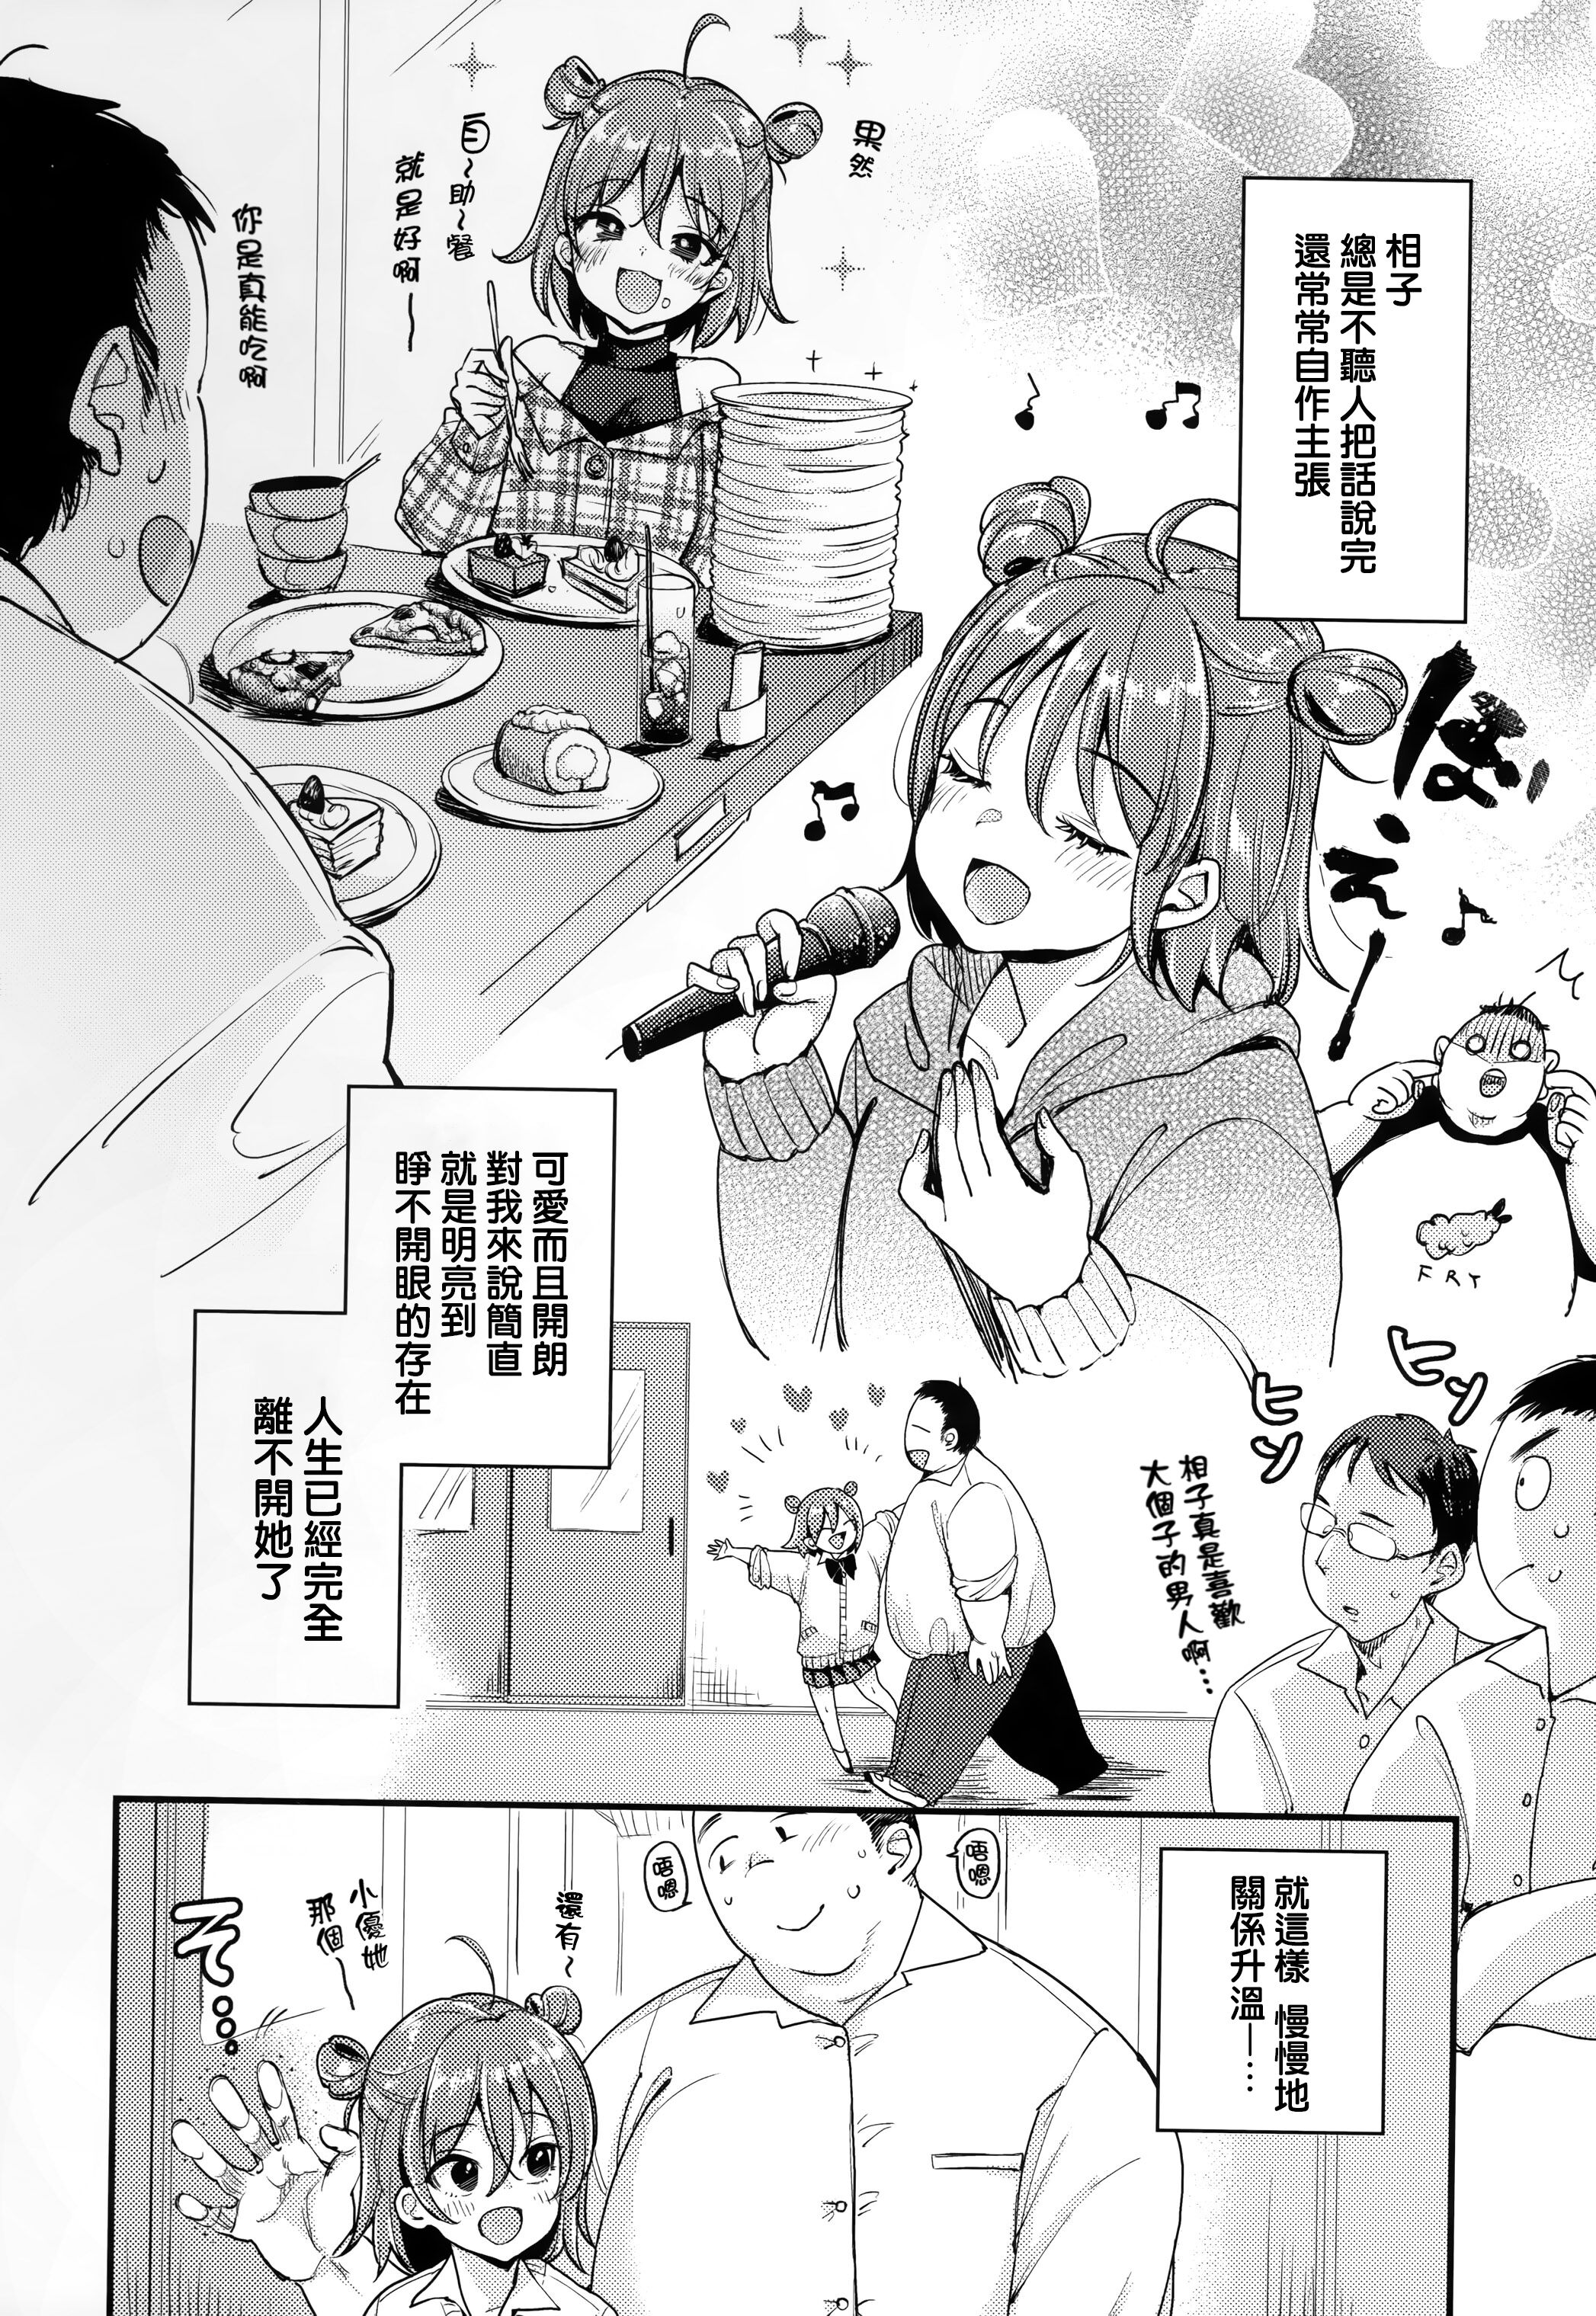 相子
總是不聽人把話說完
還常常自作主張
果然
自～助～餐
就是好啊──
你是真能吃啊
ぼえ～
FRY
可愛而且開朗
對我來說簡直
就是明亮到
睜不開眼的存在
人生已經完全
離不開她了
ヒソ
ヒソ
相子真是喜歡
大個子的男人啊…
就這樣 慢慢地
關係升溫─…
唔嗯
唔嗯
還有～
小優她
那個──
そ…